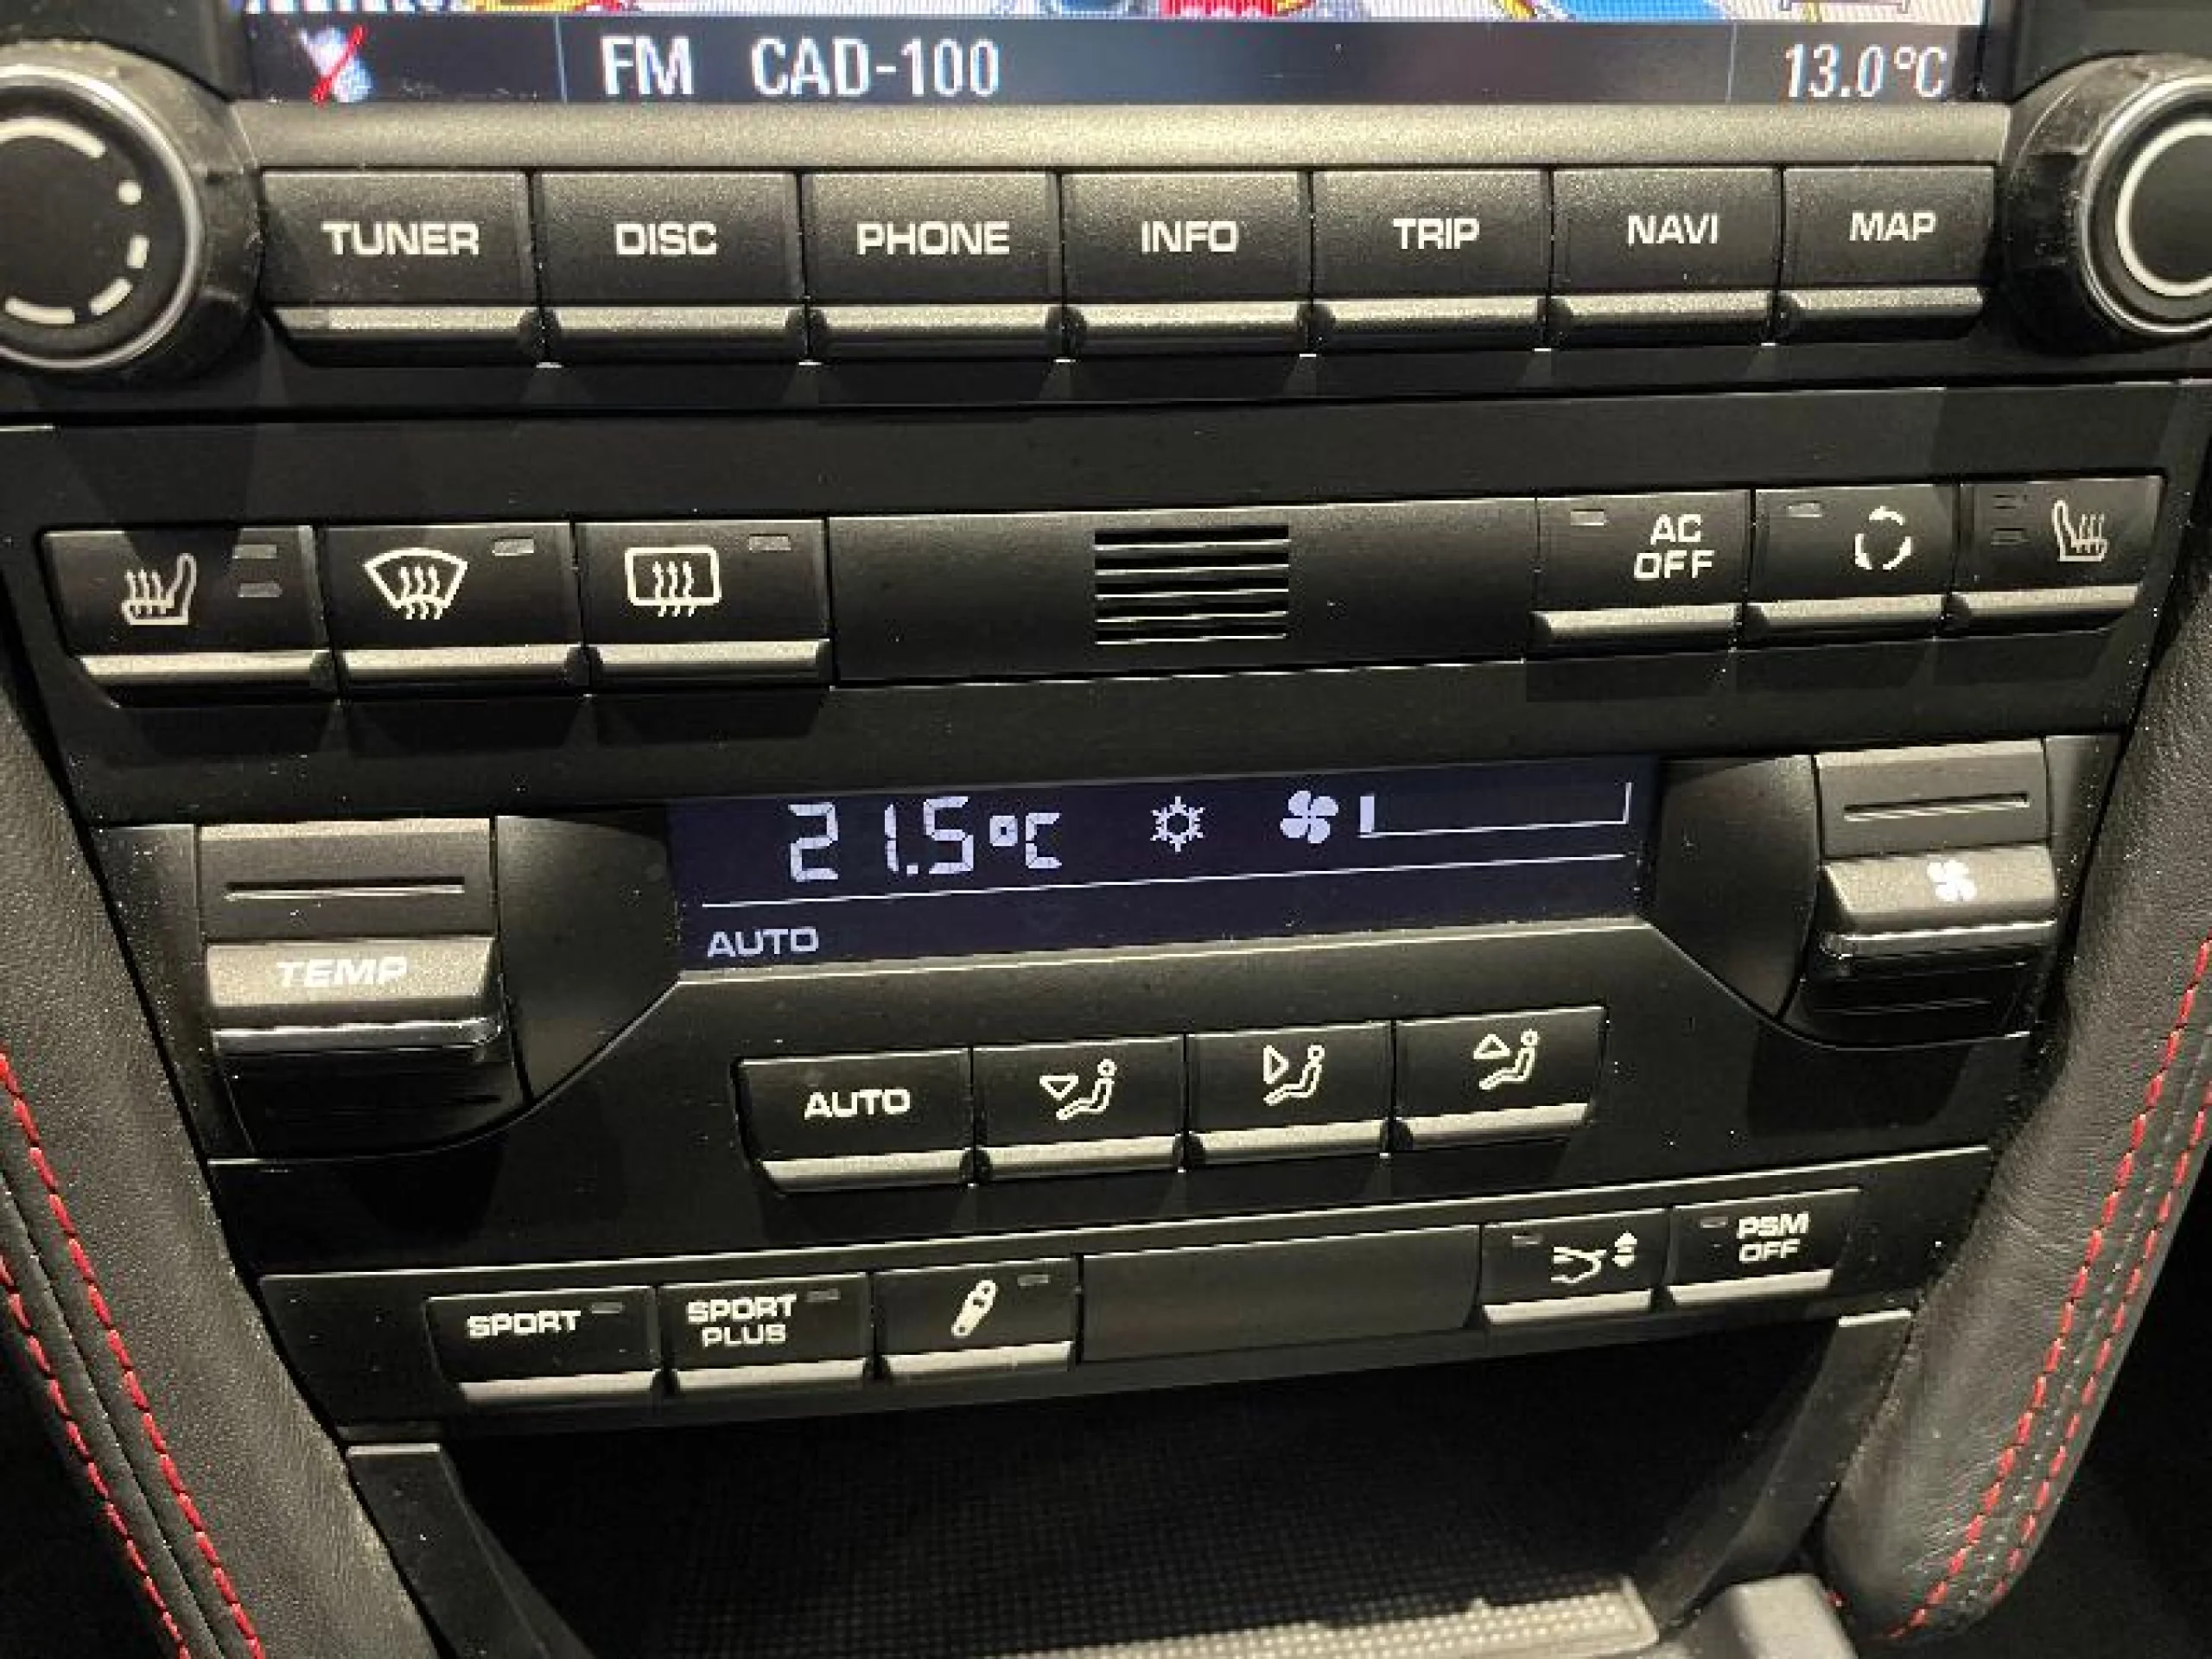 FM CAD-100 13.0°C
TUNER DISC PHONE INFO TRIP NAVI MAP
AC
OFF
21.5°C
AUTO
TEMP
AUTO
SPORT
SPORT
PLUS
PSM
OFF